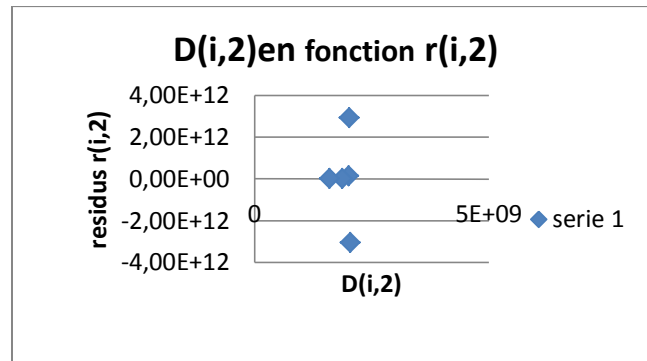 D(i,2)en fonction r(i,2)
residus r(i,2)
4,00E+12
2,00E+12
0,00E+00
-2,00E+12
-4,00E+12
0
5E+09
D(i,2)
serie 1